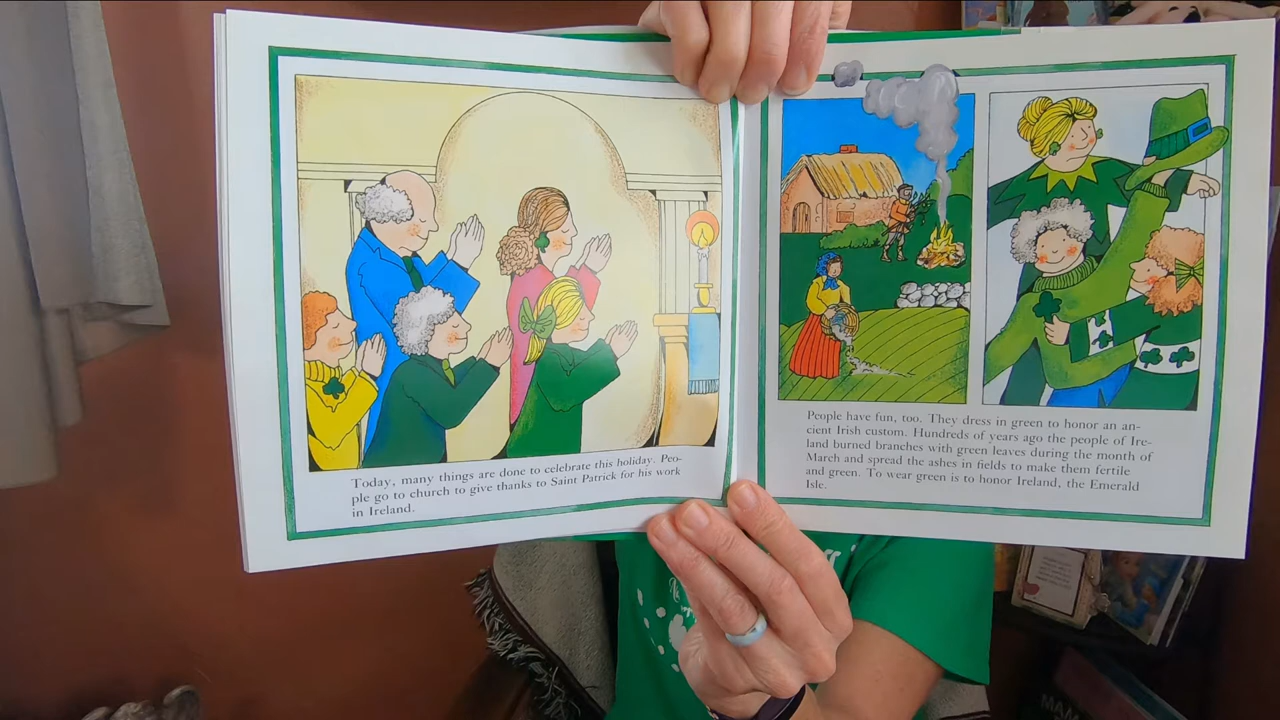 Today, many things are done to celebrate this holiday. Peo-
ple go to church to give thanks to Saint Patrick for his work
in Ireland.
People have fun, too. They dress in green to honor an an-
cient Irish custom. Hundreds of years ago the people of Ire-
land burned branches with green leaves during the month of
March and spread the ashes in fields to make them fertile
and green. To wear green is to honor Ireland, the Emerald
Isle.